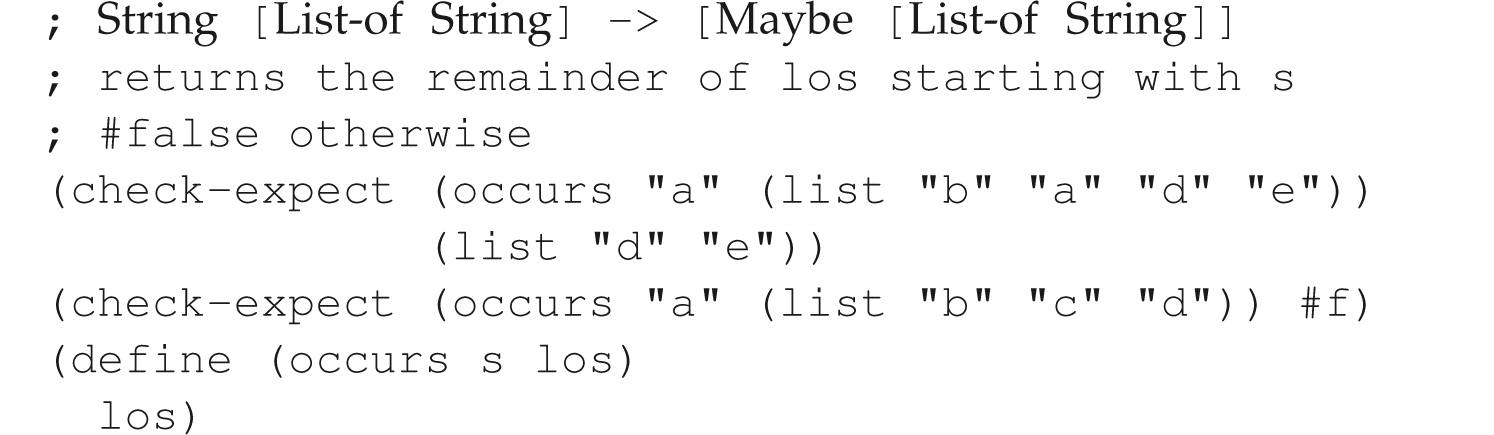 ; String [List-of String] -> [Maybe [List-of String]]
; returns the remainder of los starting with s
; #false otherwise
(check-expect (occurs "a" (list "b" "a" "d" "e"))
              (list "d" "e"))
(check-expect (occurs "a" (list "b" "c" "d")) #f)
(define (occurs s los)
  los)